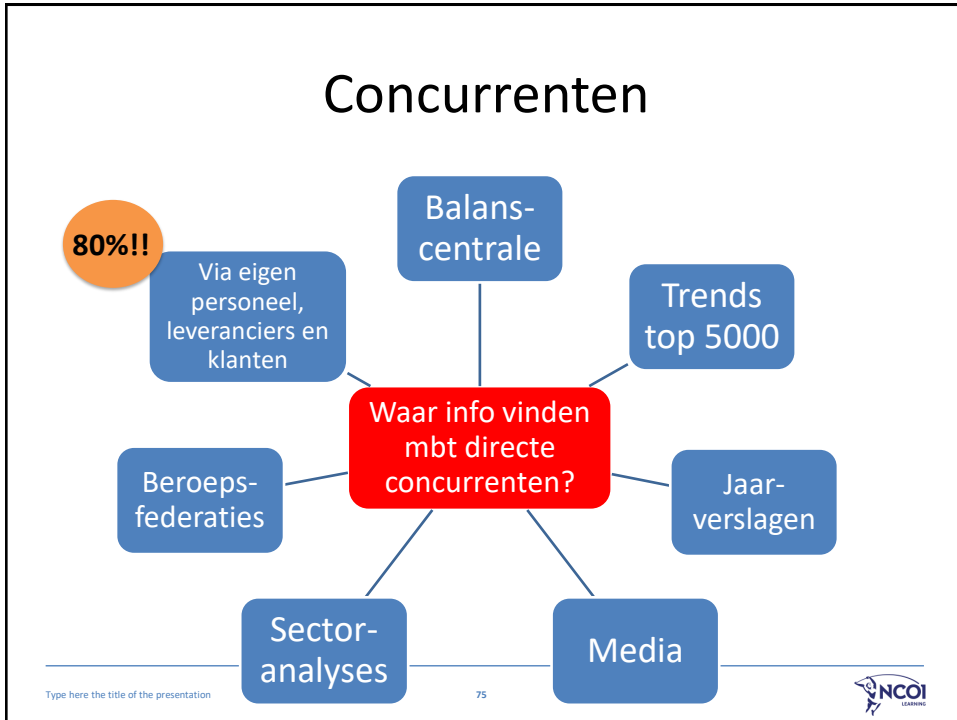 Concurrenten
Balans-
centrale
80%!!
Via eigen
personeel,
leveranciers en
klanten
Trends
top 5000
Waar info vinden
mbt directe
concurrenten?
Beroeps-
federaties
Jaar-
verslagen
Sector-
analyses
Media
Type here the title of the presentation
75
NCOI
LEARNING